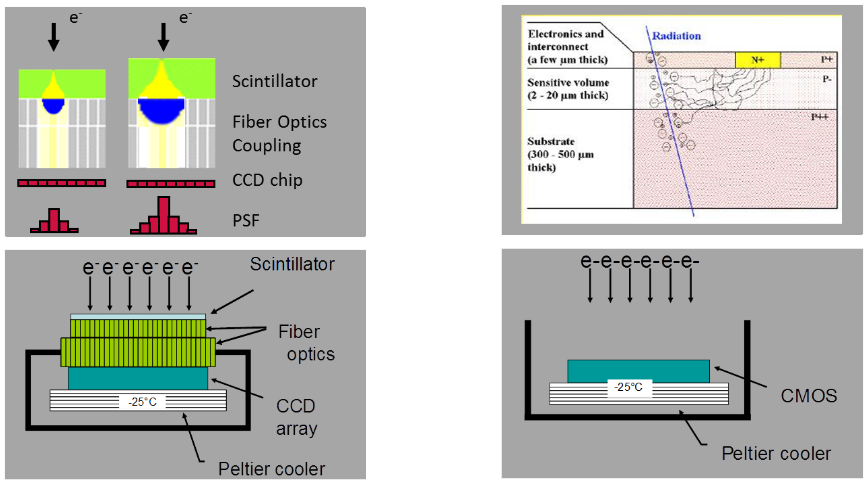 e-
e-
Scintillator
Fiber Optics
Coupling
CCD chip
PSF
Electronics and
interconnect
(a few µm thick)
Radiation
N+
P+
Sensitive volume
(2 - 20 µm thick)
P-
P++
Substrate
(300 - 500 µm
thick)
e- e- e- e- e- e-
Scintillator
Fiber
optics
-25°C
CCD
array
Peltier cooler
e-e-e-e-e-e-
-25°C
CMOS
Peltier cooler